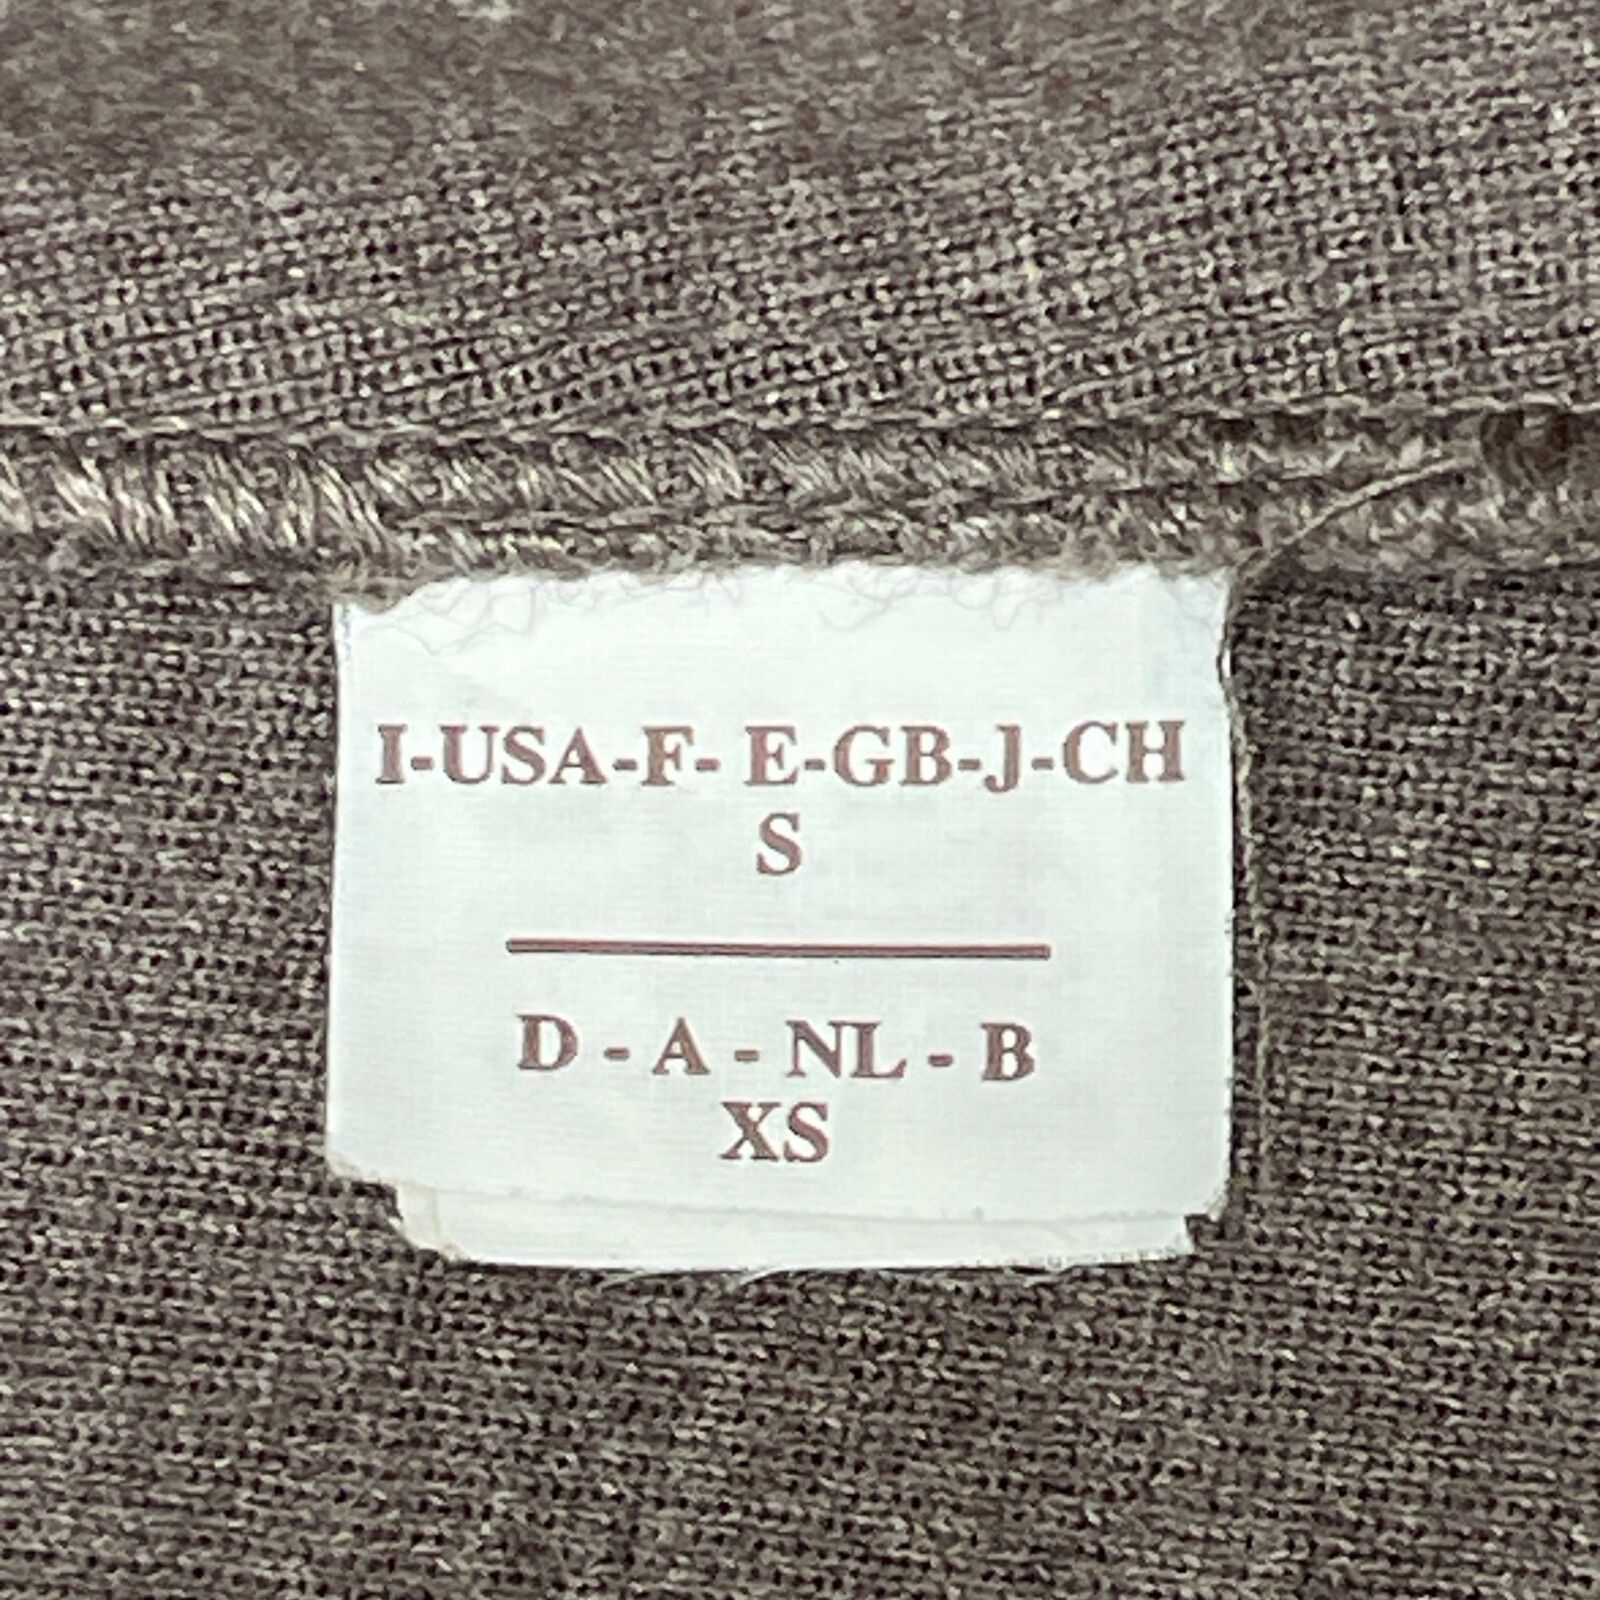 I-USA-F- E-GB-J-CH
S
D - A - NL - B
XS